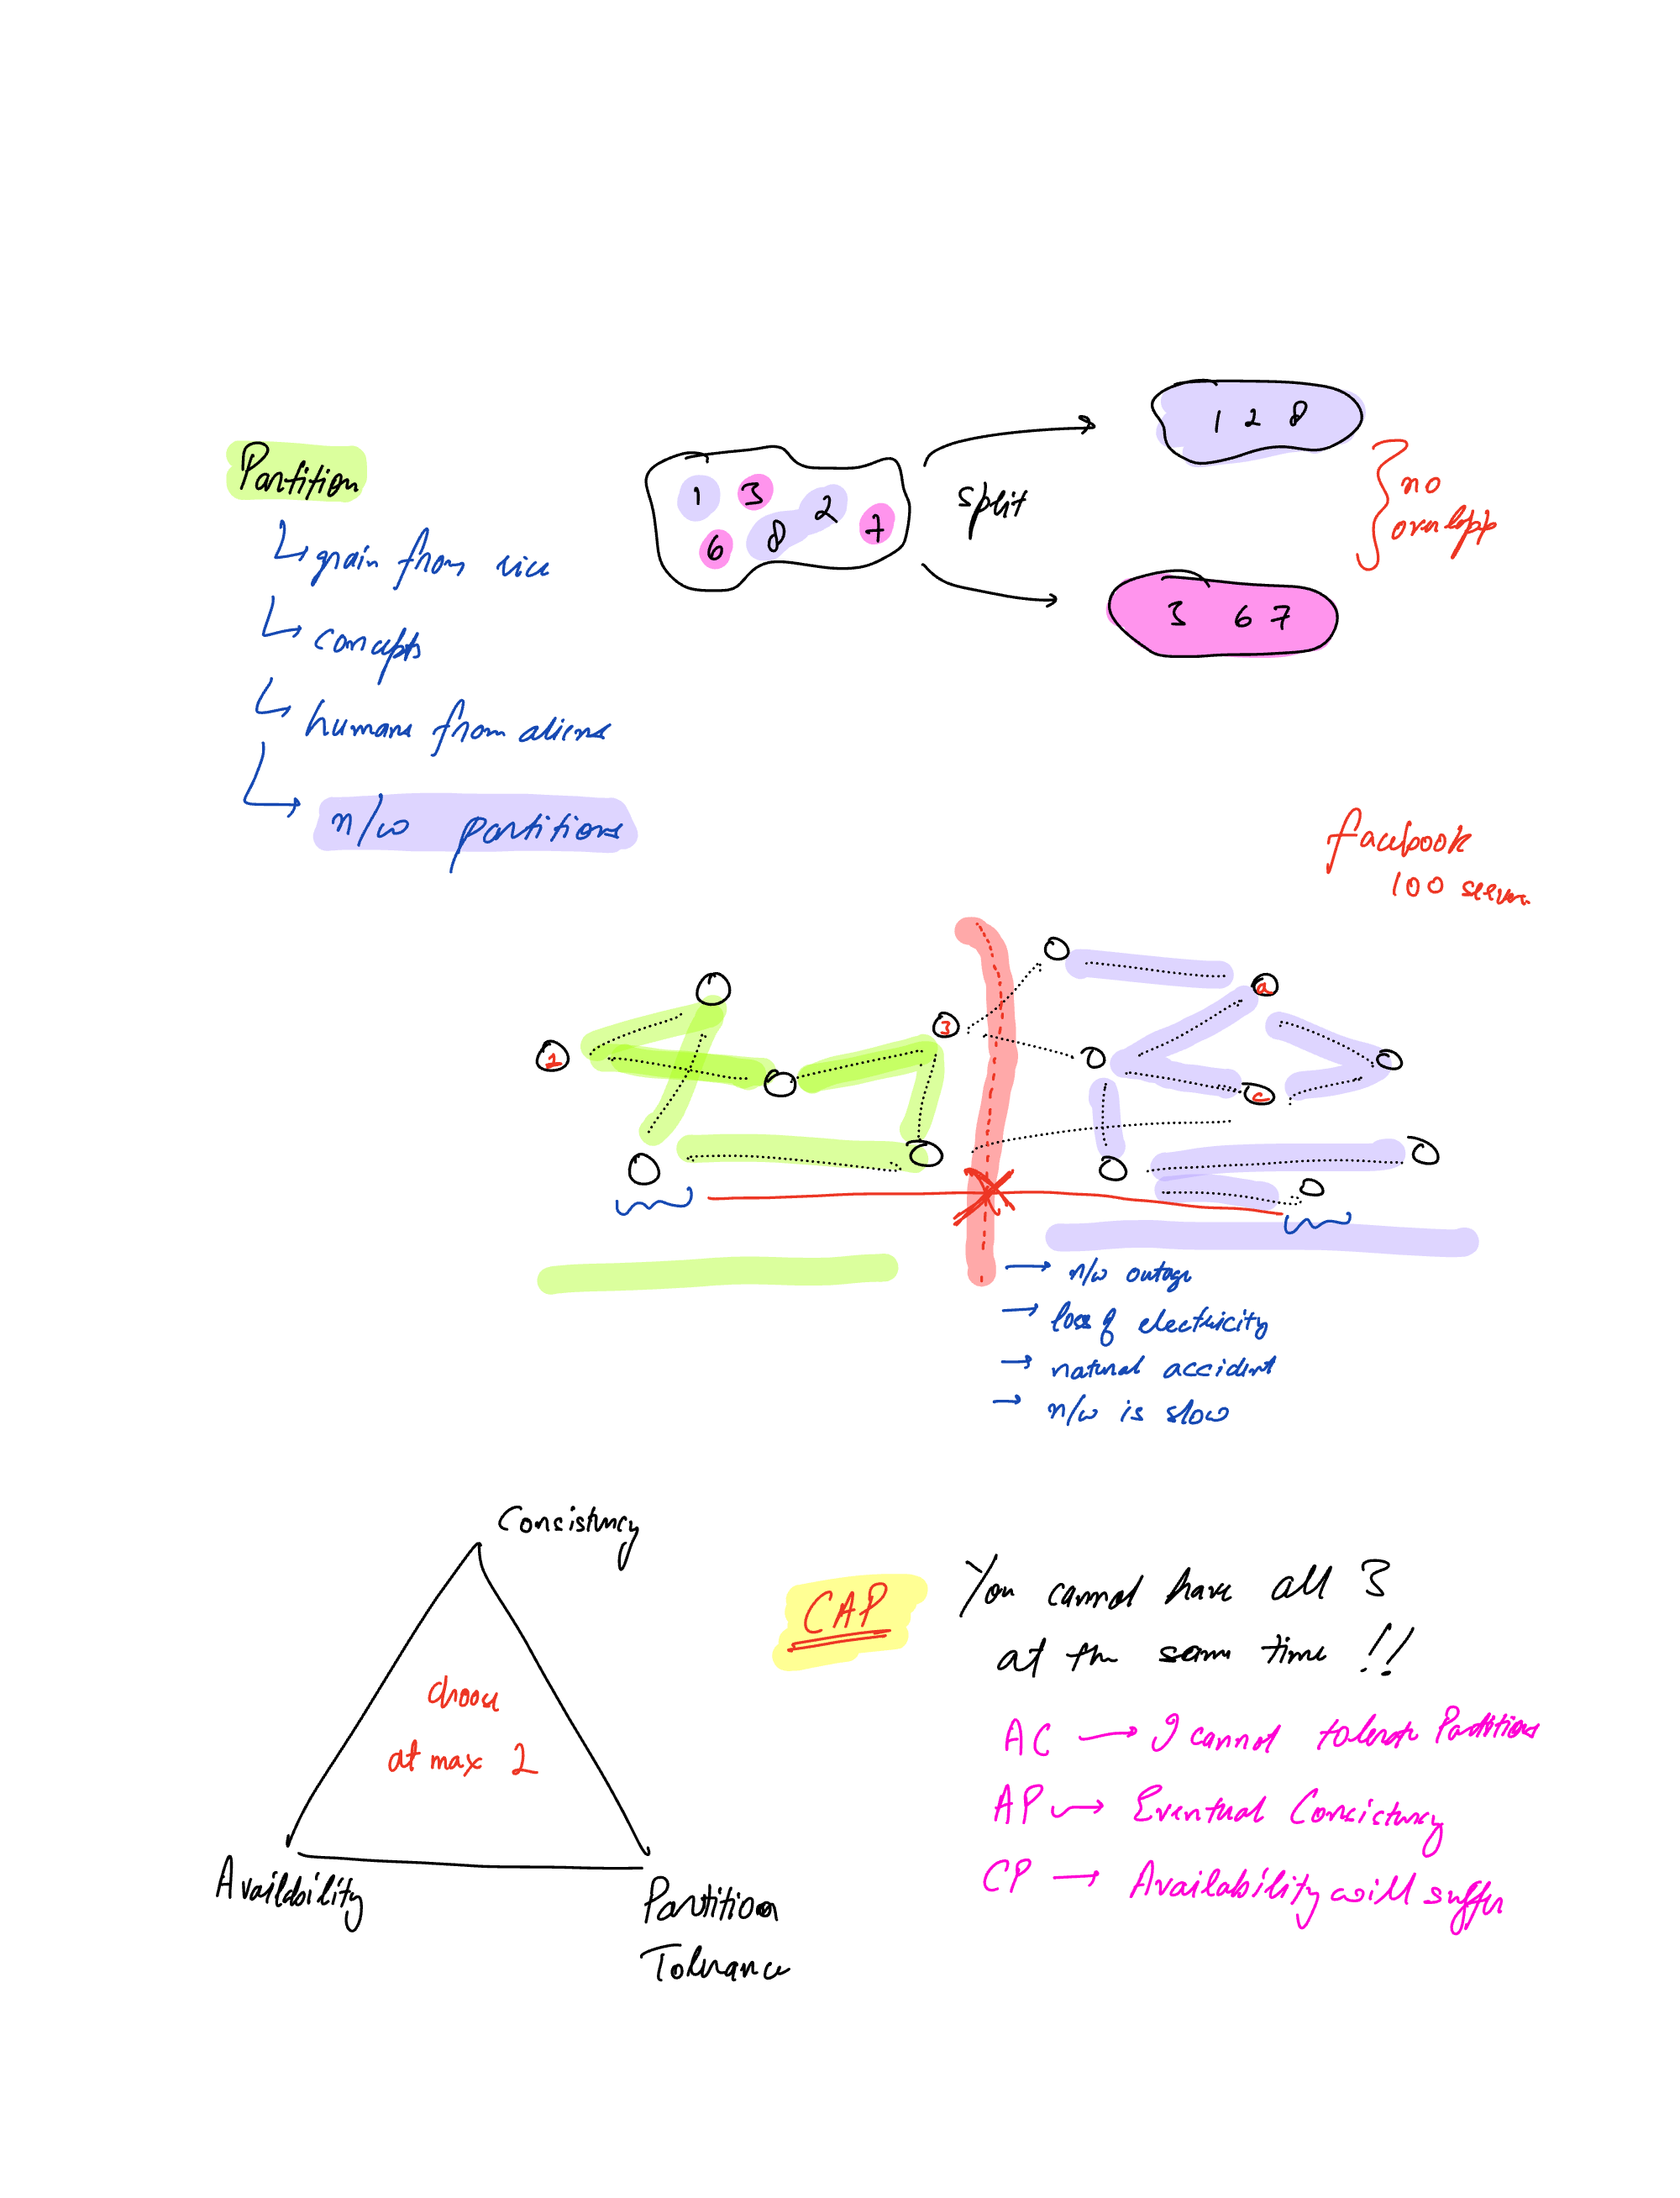 Partition
grain from rice
concepts
humans from aliens
n/w partitions
1 3 2 7
6 8
split
1 2 8
3 6 7
no
overlapp
facebook
100 servers
1
3
a
c
n/w outage
loss of electricity
natural accident
n/w is slow
Consistency
choose
at max 2
Availability
Partition
Tolerance
CAP
You cannot have all 3
at the same time !!
AC → I cannot tolerate Partitions
AP → Eventual Consistency
CP → Availability will suffer